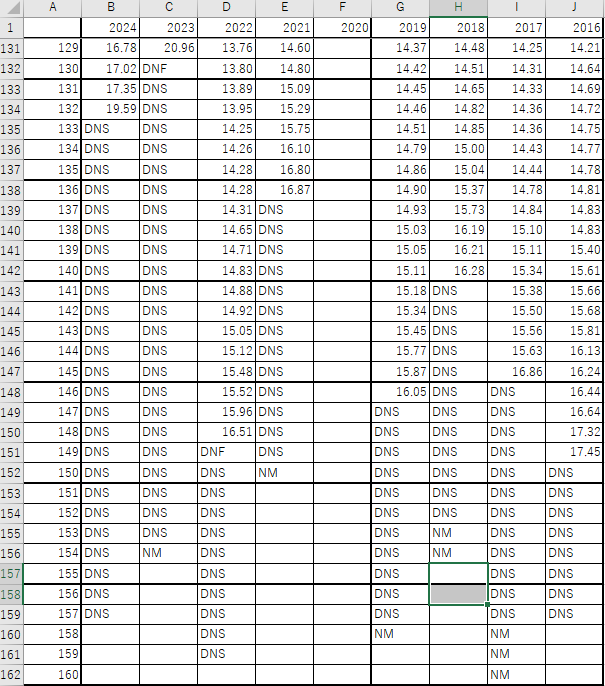 A B C D E F G H I J
1 2024 2023 2022 2021 2020 2019 2018 2017 2016
131 129 16.78 20.96 13.76 14.60 14.37 14.48 14.25 14.21
132 130 17.02 DNF 13.80 14.80 14.42 14.51 14.31 14.64
133 131 17.35 DNS 13.89 15.09 14.45 14.65 14.33 14.69
134 132 19.59 DNS 13.95 15.29 14.46 14.82 14.36 14.72
135 133 DNS DNS 14.25 15.75 14.51 14.85 14.36 14.75
136 134 DNS DNS 14.26 16.10 14.79 15.00 14.43 14.77
137 135 DNS DNS 14.28 16.80 14.86 15.04 14.44 14.78
138 136 DNS DNS 14.28 16.87 14.90 15.37 14.78 14.81
139 137 DNS DNS 14.31 DNS 14.93 15.73 14.84 14.83
140 138 DNS DNS 14.65 DNS 15.03 16.19 15.10 14.83
141 139 DNS DNS 14.71 DNS 15.05 16.21 15.11 15.40
142 140 DNS DNS 14.83 DNS 15.11 16.28 15.34 15.61
143 141 DNS DNS 14.88 DNS 15.18 DNS 15.38 15.66
144 142 DNS DNS 14.92 DNS 15.34 DNS 15.50 15.68
145 143 DNS DNS 15.05 DNS 15.45 DNS 15.56 15.81
146 144 DNS DNS 15.12 DNS 15.77 DNS 15.63 16.13
147 145 DNS DNS 15.48 DNS 15.87 DNS 16.86 16.24
148 146 DNS DNS 15.52 DNS 16.05 DNS DNS 16.44
149 147 DNS DNS 15.96 DNS DNS DNS DNS 16.64
150 148 DNS DNS 16.51 DNS DNS DNS DNS 17.32
151 149 DNS DNS DNF DNS DNS DNS DNS 17.45
152 150 DNS DNS DNS NM DNS DNS DNS DNS
153 151 DNS DNS DNS DNS DNS DNS DNS
154 152 DNS DNS DNS DNS DNS DNS DNS
155 153 DNS DNS DNS DNS NM DNS DNS
156 154 DNS NM DNS DNS NM DNS DNS
157 155 DNS DNS DNS DNS DNS
158 156 DNS DNS DNS DNS DNS
159 157 DNS DNS DNS DNS DNS
160 158 DNS NM NM
161 159 DNS NM
162 160 NM